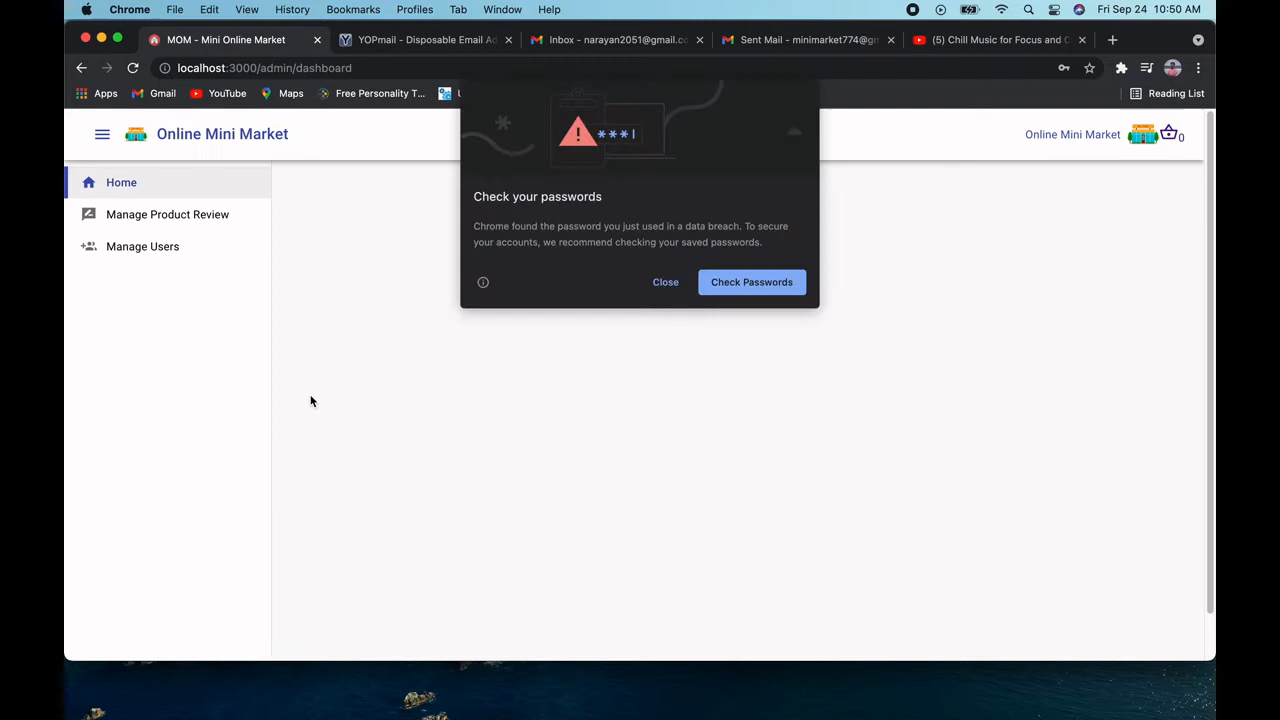 Chrome File Edit View History Bookmarks Profiles Tab Window Help Fri Sep 24 10:50 AM
MOM - Mini Online Market YOPmail - Disposable Email Ad Inbox - narayan2051@gmail.co Sent Mail - minimarket774@gm (5) Chill Music for Focus and C
localhost:3000/admin/dashboard
Apps Gmail YouTube Maps Free Personality T... Reading List
Online Mini Market Online Mini Market 0
Home
Manage Product Review
Manage Users
Check your passwords
Chrome found the password you just used in a data breach. To secure
your accounts, we recommend checking your saved passwords.
Close Check Passwords